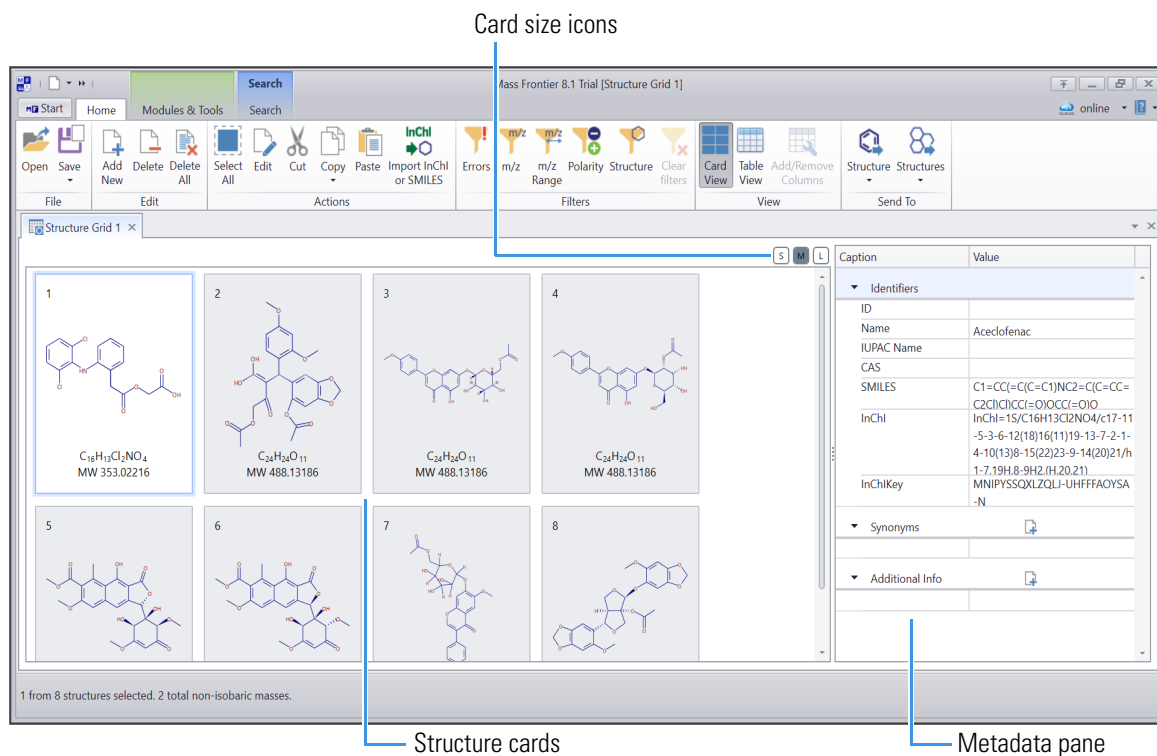 Card size icons
Search
Mass Frontier 8.1 Trial [Structure Grid 1]
Start Home Modules & Tools Search
online
Open Save Add New Delete Delete All Select All Edit Cut Copy Paste Import InChI or SMILES Errors m/z m/z Range Polarity Structure Clear filters Card View Table View Add/Remove Columns Structure Structures
File Edit Actions Filters View Send To
Structure Grid 1
S M L
Caption Value
Identifiers
ID
Name Aceclofenac
IUPAC Name
CAS
SMILES C1=CC(=C(C=C1)NC2=C(C=CC=
C2Cl)Cl)CC(=O)OCC(=O)O
InChI InChI=1S/C16H13Cl2NO4/c17-11
-5-3-6-12(18)16(11)19-13-7-2-1-
4-10(13)8-15(22)23-9-14(20)21/h
1-7,19H,8-9H2,(H,20,21)
InChIKey MNIPYSSQXLZQLJ-UHFFFAOYSA
-N
Synonyms
Additional Info
1 2 3 4
C₁₆H₁₃Cl₂NO₄ C₂₄H₂₄O₁₁ C₂₄H₂₄O₁₁ C₂₄H₂₄O₁₁
MW 353.02216 MW 488.13186 MW 488.13186 MW 488.13186
5 6 7 8
1 from 8 structures selected. 2 total non-isobaric masses.
Structure cards
Metadata pane